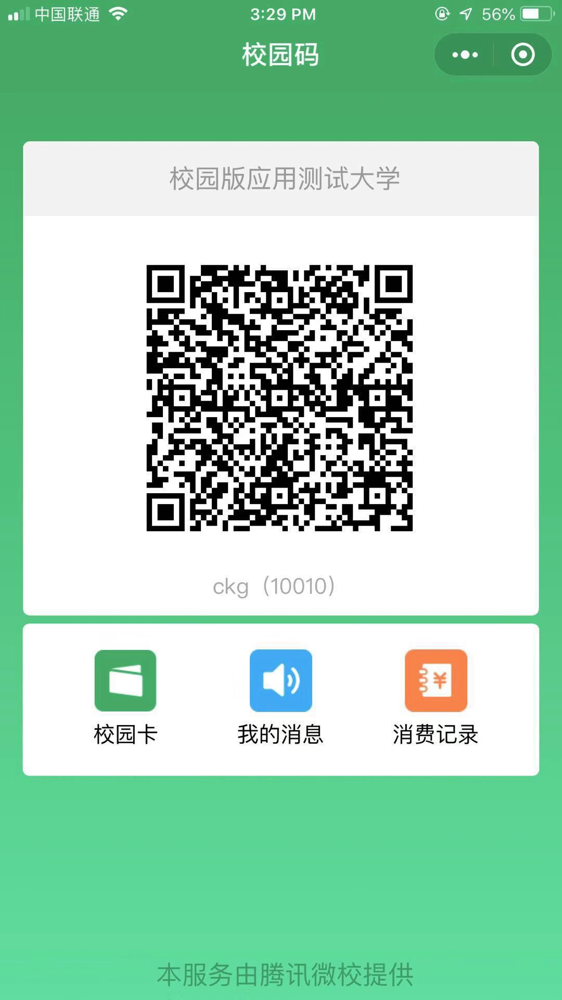 中国联通 3:29 PM 56%
校园码
校园版应用测试大学
ckg（10010）
校园卡 我的消息 消费记录
本服务由腾讯微校提供